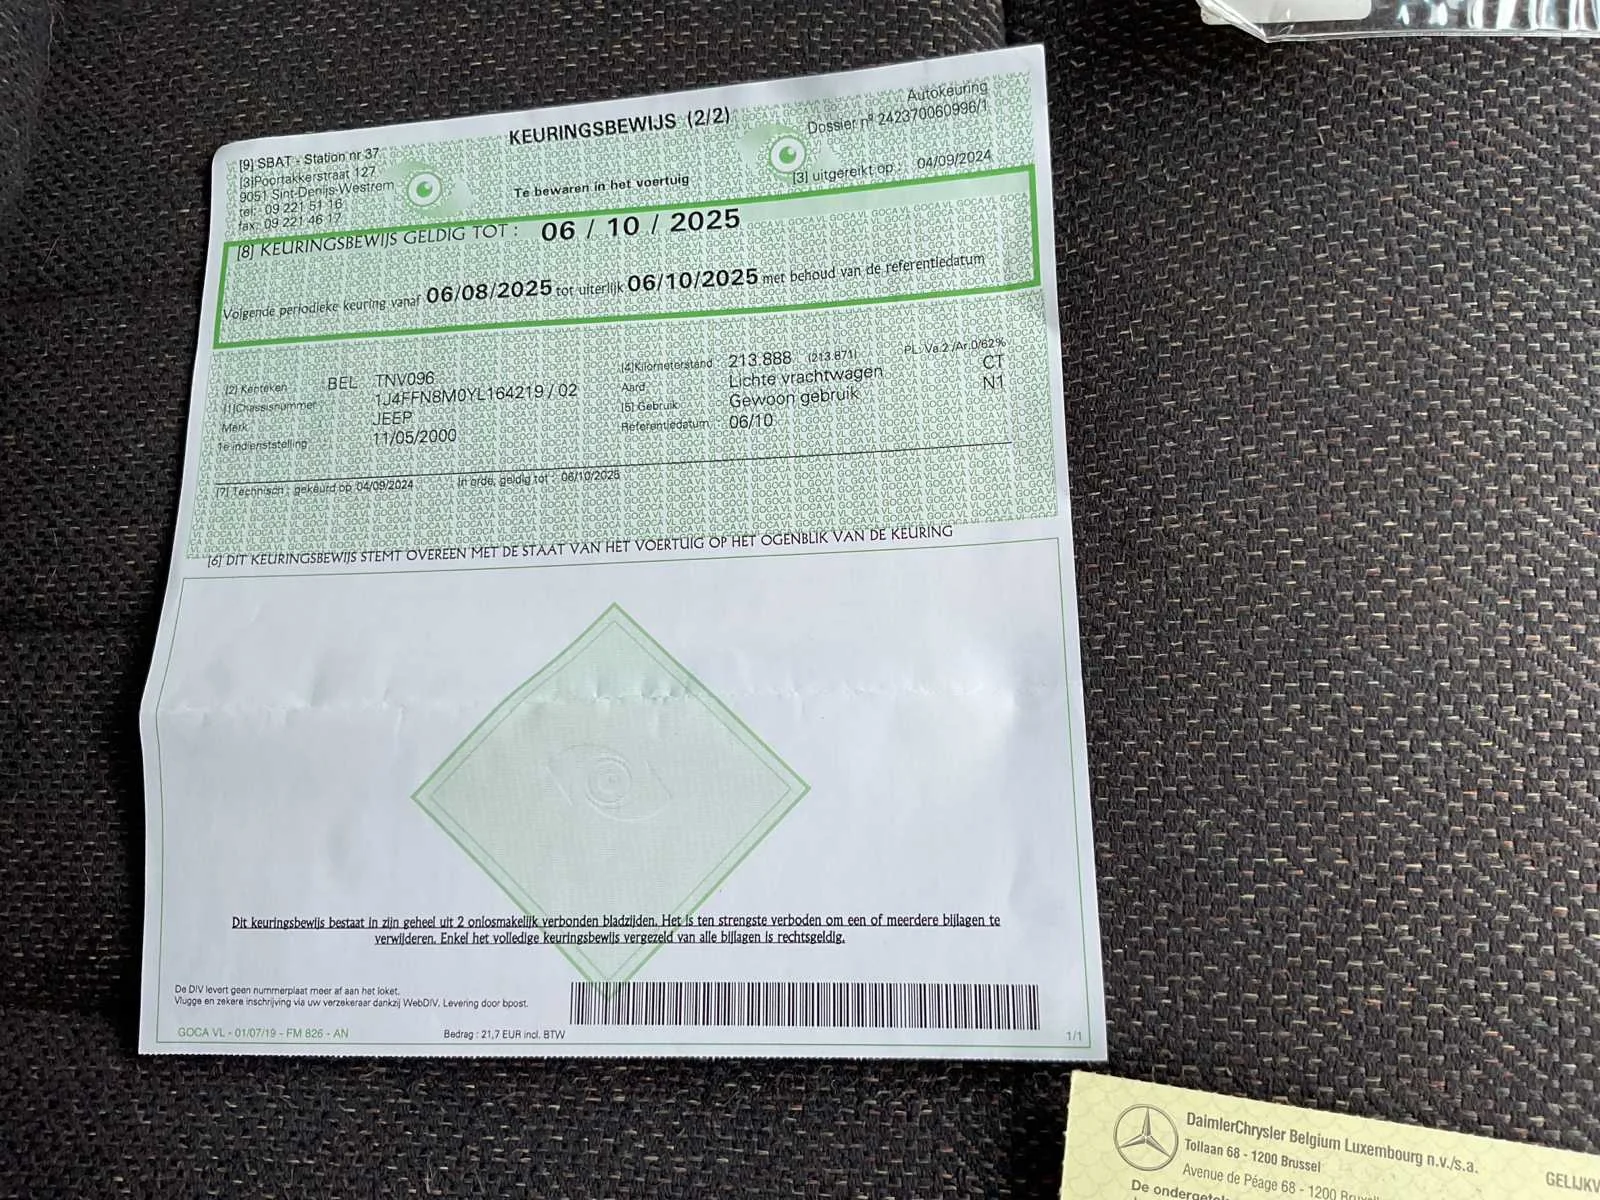 KEURINGSBEWIJS (2/2)
Autokeuring
Dossier nº 242370060996/1
[9] SBAT - Station nr 37
[3]Poortakkerstraat 127
9051 Sint-Denijs-Westrem
tel: 09 221 51 16
fax: 09 221 46 17
Te bewaren in het voertuig
[3] uitgereikt op : 04/09/2024
[8] KEURINGSBEWIJS GELDIG TOT : 06 / 10 / 2025
Volgende periodieke keuring vanaf 06/08/2025 tot uiterlijk 06/10/2025 met behoud van de referentiedatum
[2] Kenteken BEL TNV096
[1]Chassisnummer 1J4FFN8M0YL164219 / 02
Merk JEEP
1e indienststelling 11/05/2000
[4]Kilometerstand 213.888 (213.871) PL: Va.2 /Ar.0/62%
Aard Lichte vrachtwagen CT
[5] Gebruik Gewoon gebruik N1
Referentiedatum 06/10
[7] Technisch : gekeurd op 04/09/2024 In orde, geldig tot : 06/10/2025
[6] DIT KEURINGSBEWIJS STEMT OVEREEN MET DE STAAT VAN HET VOERTUIG OP HET OGENBLIK VAN DE KEURING
Dit keuringsbewijs bestaat in zijn geheel uit 2 onlosmakelijk verbonden bladzijden. Het is ten strengste verboden om een of meerdere bijlagen te
verwijderen. Enkel het volledige keuringsbewijs vergezeld van alle bijlagen is rechtsgeldig.
De DIV levert geen nummerplaat meer af aan het loket.
Vlugge en zekere inschrijving via uw verzekeraar dankzij WebDIV. Levering door bpost.
GOCA VL - 01/07/19 - FM 826 - AN
Bedrag : 21,7 EUR incl. BTW
1/1
DaimlerChrysler Belgium Luxembourg n.v./s.a.
Tollaan 68 - 1200 Brussel
Avenue de Péage 68 - 1200
GELIJKV
De